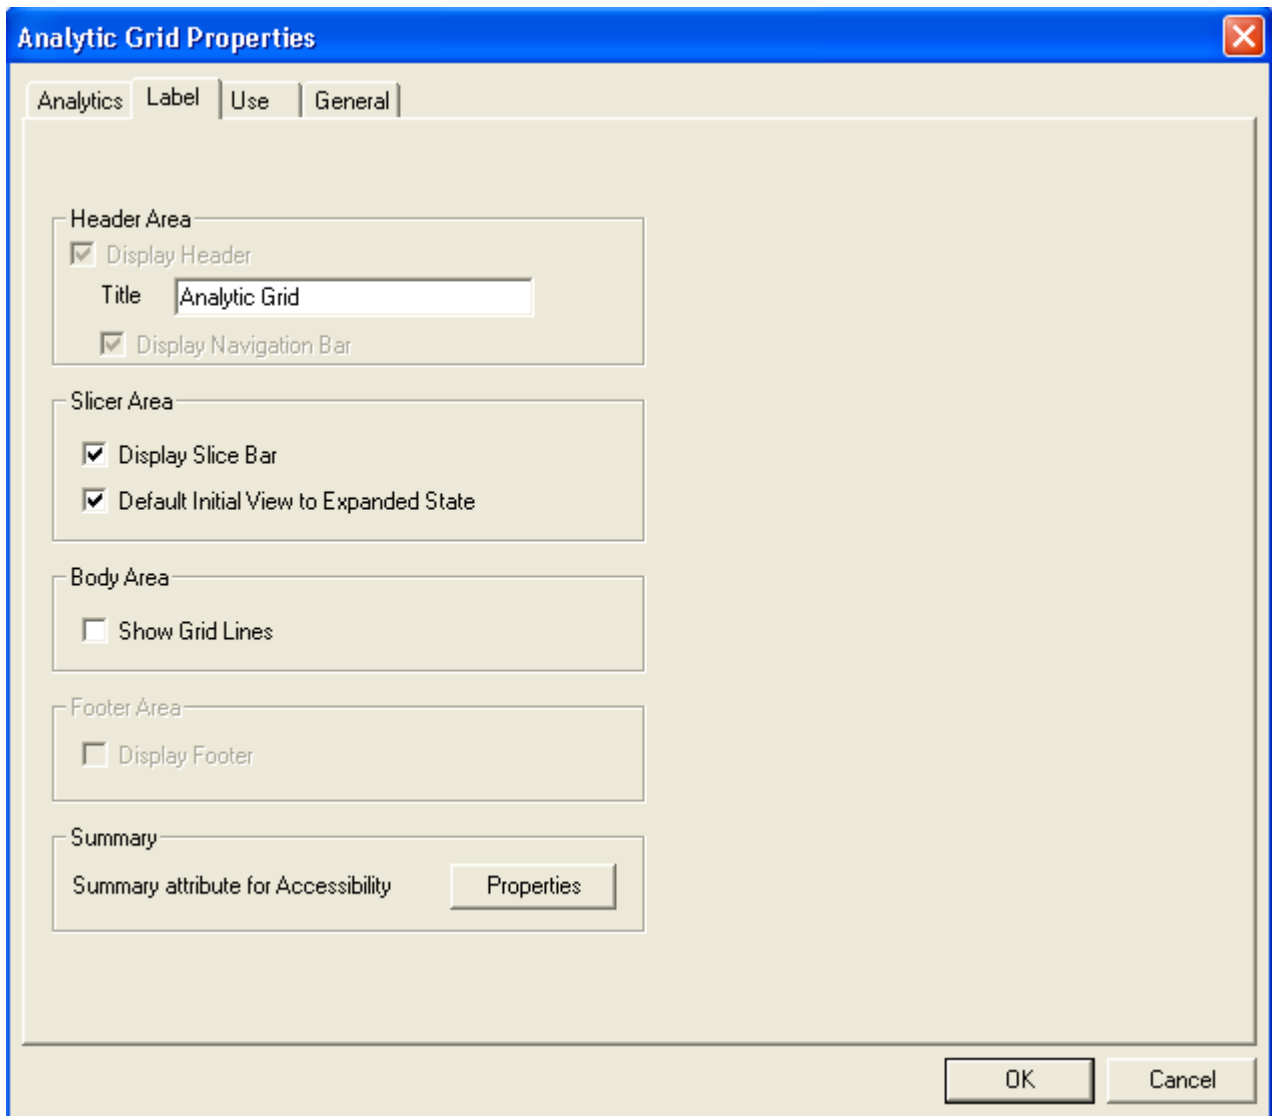 Analytic Grid Properties
Analytics Label Use General
Header Area
Display Header
Title Analytic Grid
Display Navigation Bar
Slicer Area
Display Slice Bar
Default Initial View to Expanded State
Body Area
Show Grid Lines
Footer Area
Display Footer
Summary
Summary attribute for Accessibility Properties
OK Cancel